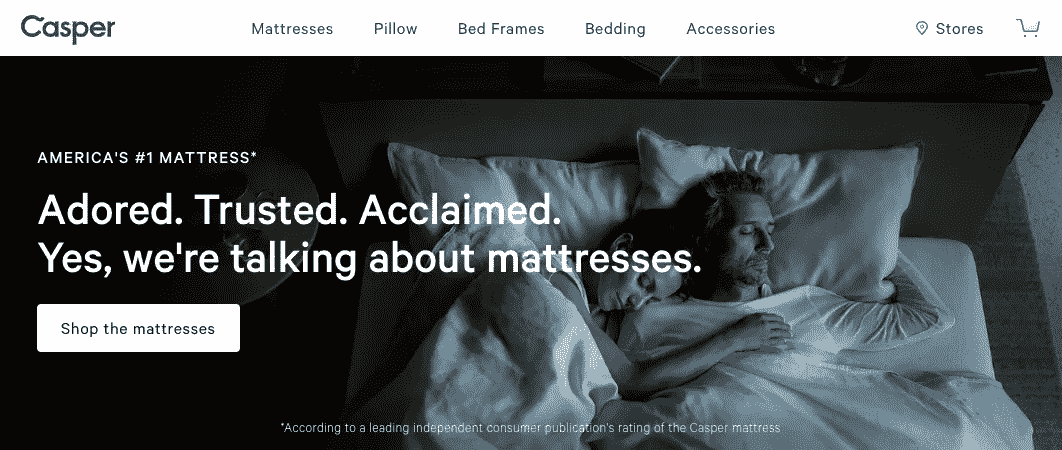 Casper
Mattresses Pillow Bed Frames Bedding Accessories Stores
AMERICA'S #1 MATTRESS*
Adored. Trusted. Acclaimed.
Yes, we're talking about mattresses.
Shop the mattresses
*According to a leading independent consumer publication's rating of the Casper mattress